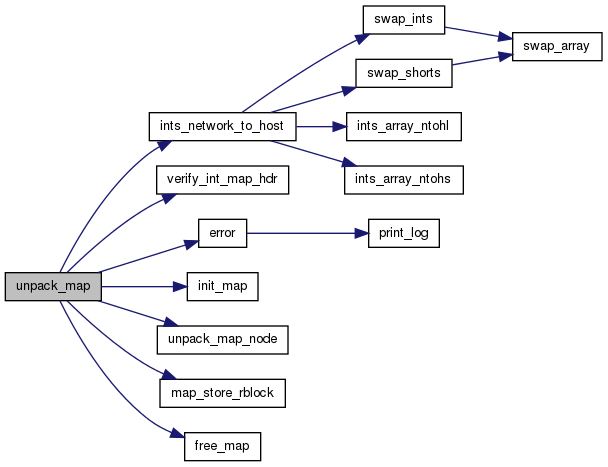 swap_ints
swap_array
swap_shorts
ints_network_to_host
ints_array_ntohl
ints_array_ntohs
verify_int_map_hdr
error
print_log
unpack_map
init_map
unpack_map_node
map_store_rblock
free_map